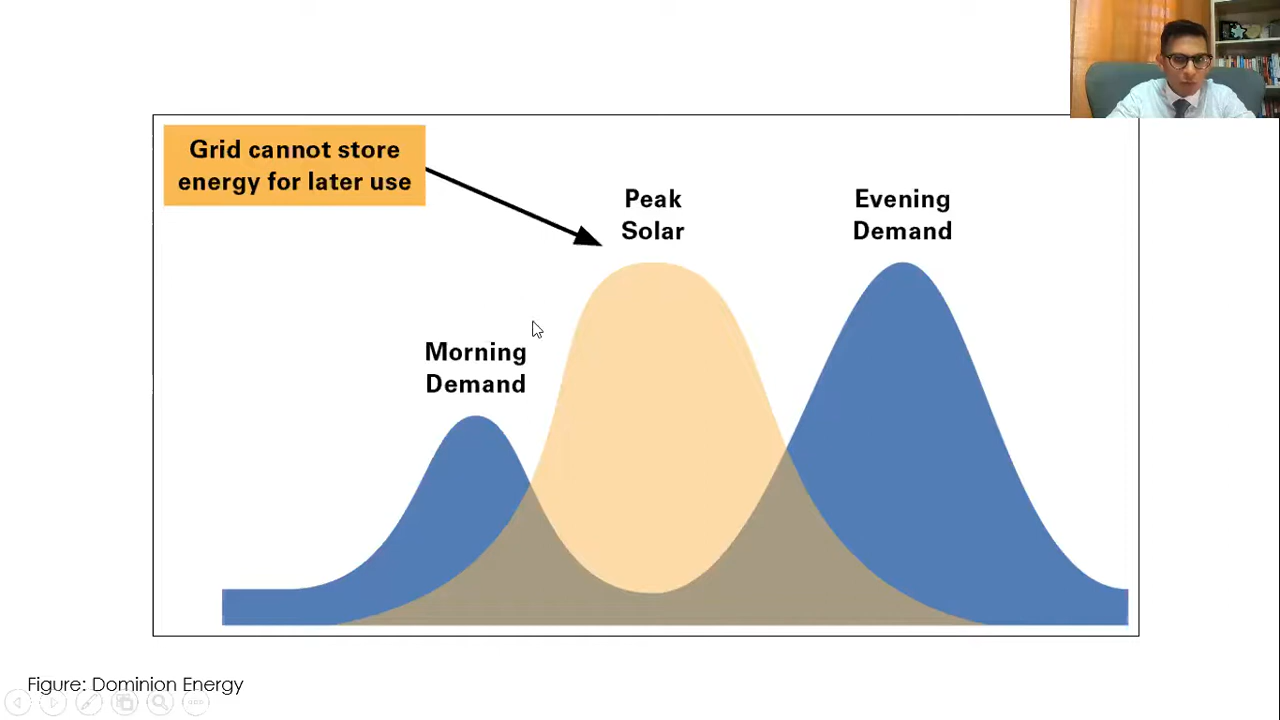 Grid cannot store
energy for later use
Peak
Solar
Evening
Demand
Morning
Demand
Figure: Dominion Energy